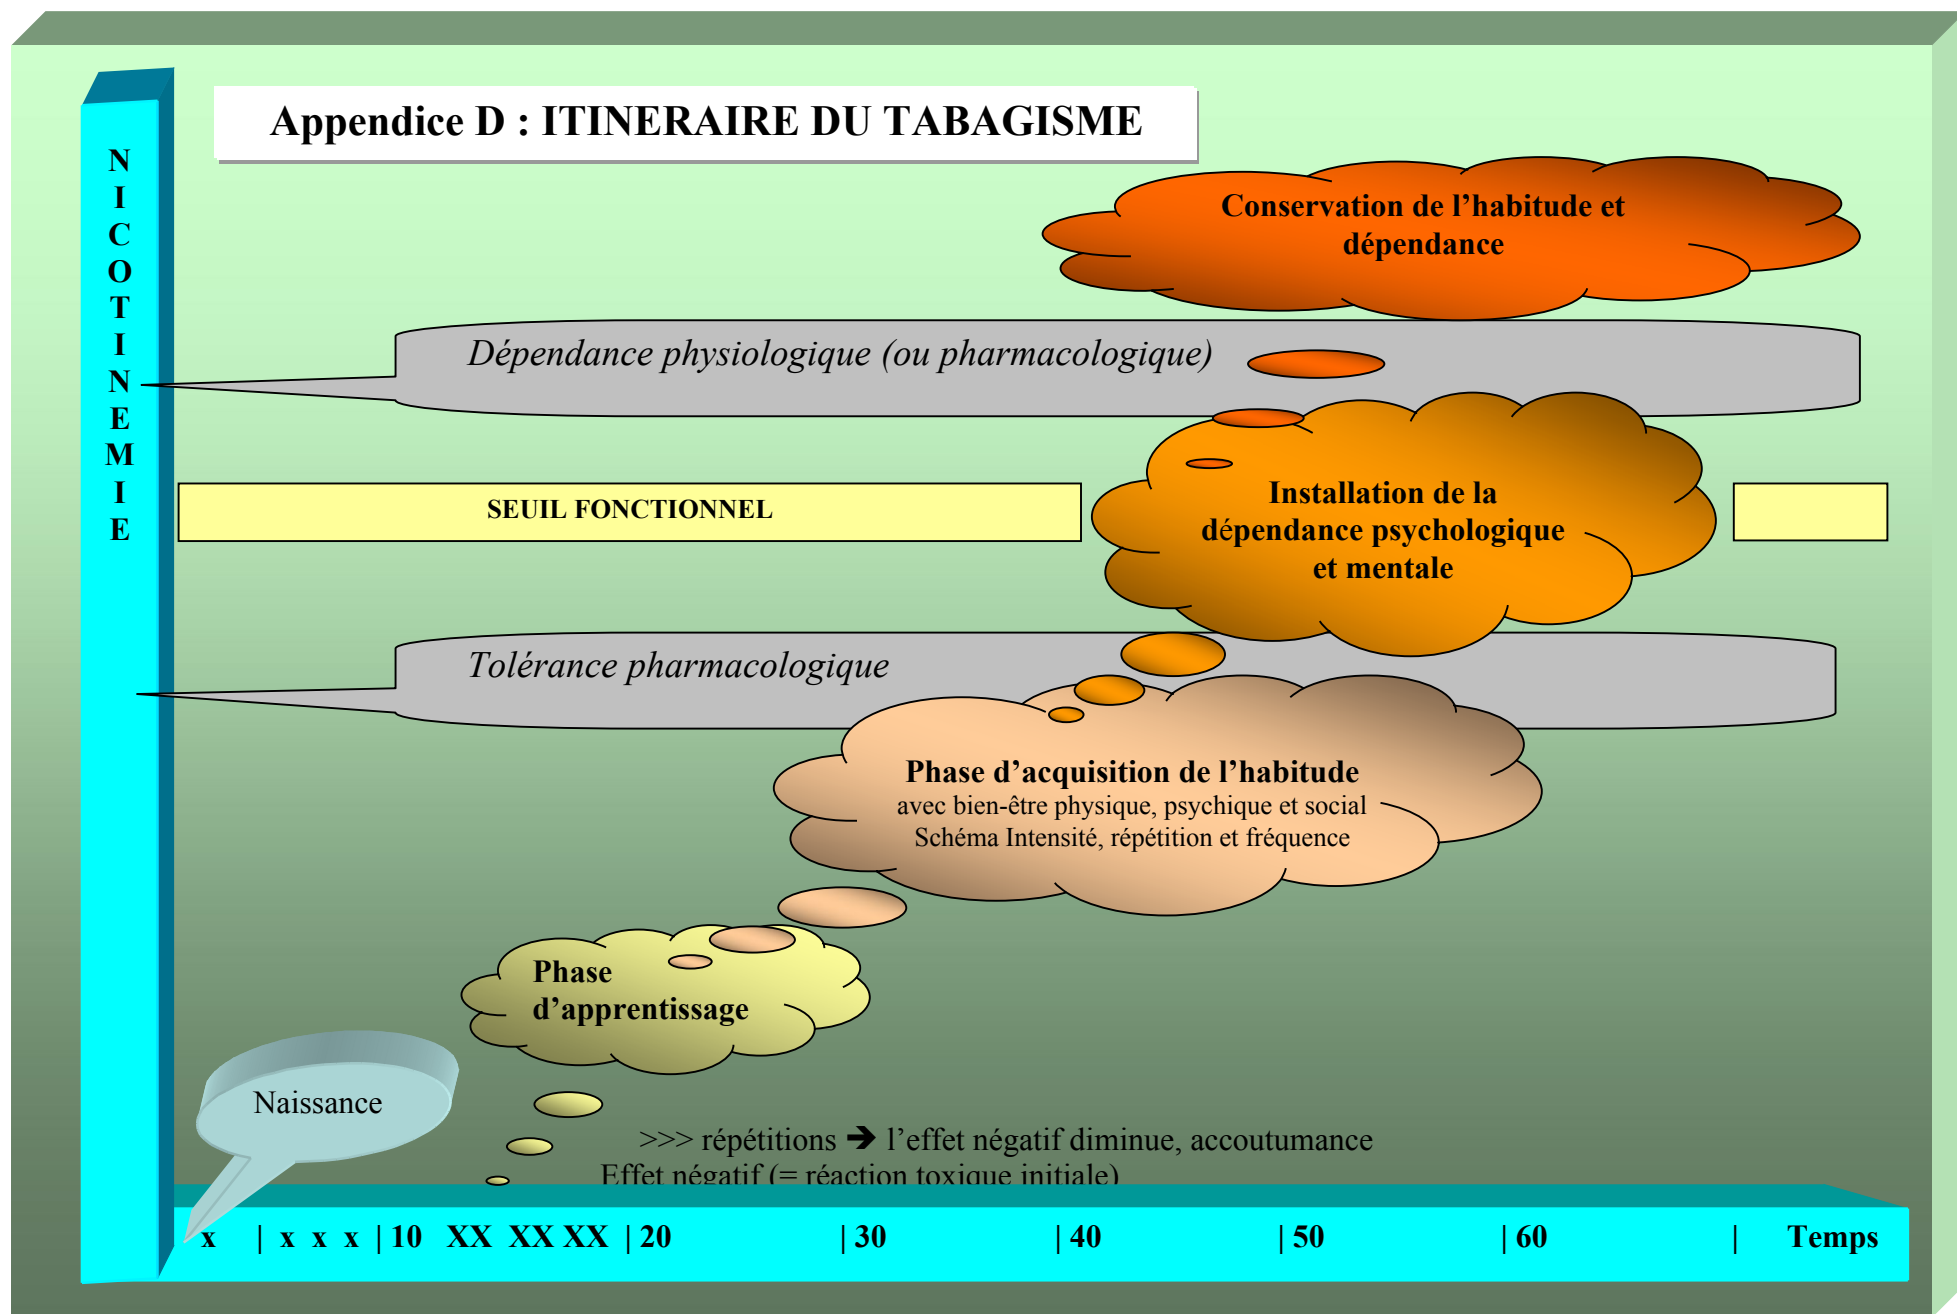 Appendice D : ITINERAIRE DU TABAGISME
N
I
C
O
T
I
N
E
M
I
E
Conservation de l’habitude et
dépendance
Dépendance physiologique (ou pharmacologique)
SEUIL FONCTIONNEL
Installation de la
dépendance psychologique
et mentale
Tolérance pharmacologique
Phase d’acquisition de l’habitude
avec bien-être physique, psychique et social
Schéma Intensité, répétition et fréquence
Phase
d’apprentissage
Naissance
>>> répétitions ➔ l’effet négatif diminue, accoutumance
Effet négatif (= réaction toxique initiale)
x | x x x | 10 XX XX XX | 20 | 30 | 40 | 50 | 60 | Temps